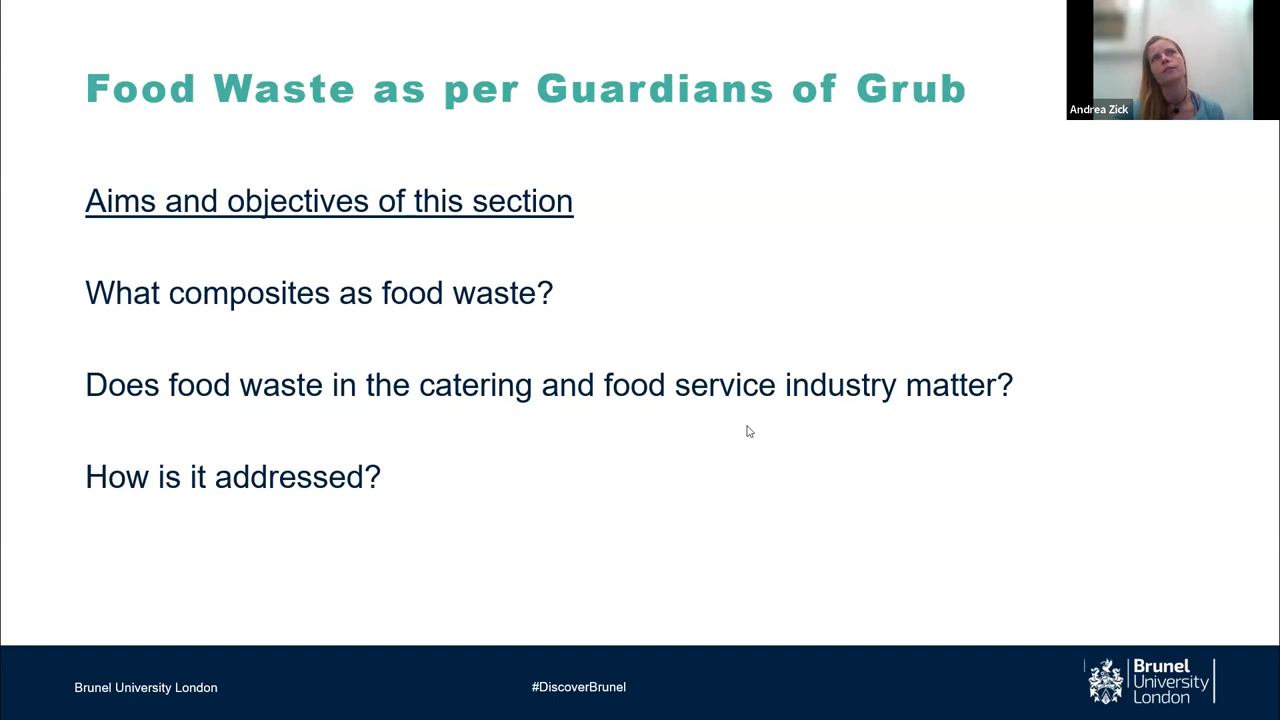 Food Waste as per Guardians of Grub
Andrea Zick
Aims and objectives of this section
What composites as food waste?
Does food waste in the catering and food service industry matter?
How is it addressed?
Brunel University London
#DiscoverBrunel
Brunel
University
London